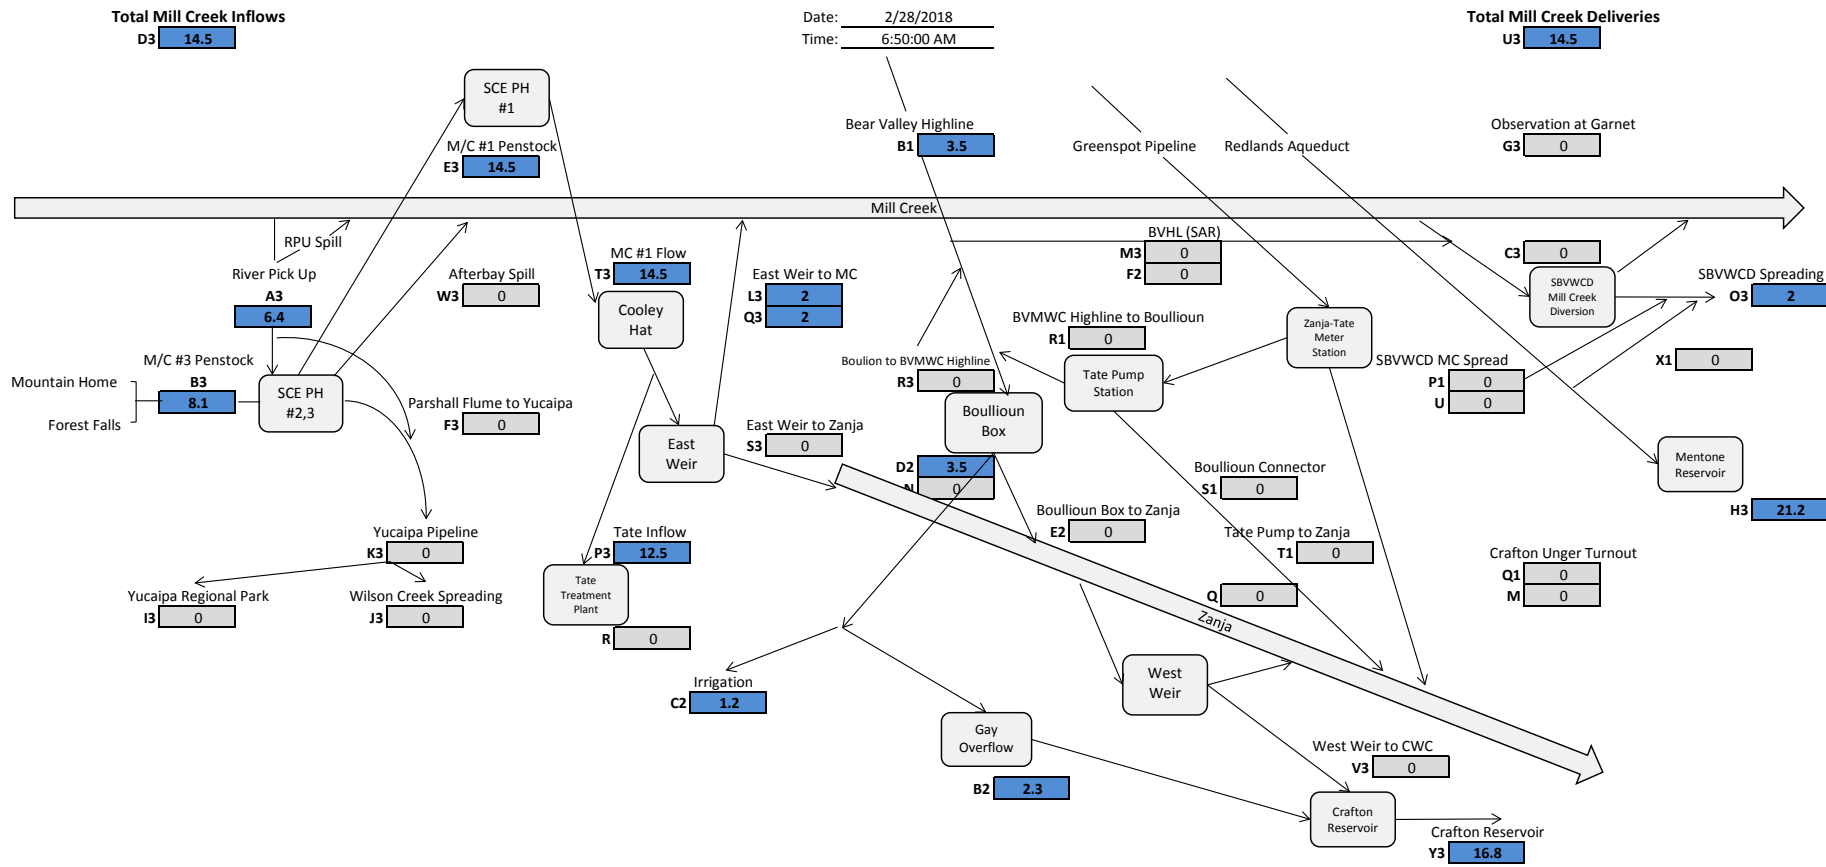 Total Mill Creek Inflows
D3 14.5
Date: 2/28/2018
Time: 6:50:00 AM
Total Mill Creek Deliveries
U3 14.5
SCE PH
#1
M/C #1 Penstock
E3 14.5
Bear Valley Highline
B1 3.5
Greenspot Pipeline
Redlands Aqueduct
Observation at Garnet
G3 0
Mill Creek
RPU Spill
River Pick Up
A3
6.4
Afterbay Spill
W3 0
MC #1 Flow
T3 14.5
Cooley
Hat
East Weir to MC
L3 2
Q3 2
BVHL (SAR)
M3 0
F2 0
C3 0
SBVWCD
Mill Creek
Diversion
SBVWCD Spreading
O3 2
BVMWC Highline to Boullioun
R1 0
Zanja-Tate
Meter
Station
M/C #3 Penstock
B3
8.1
Mountain Home
Forest Falls
SCE PH
#2,3
Parshall Flume to Yucaipa
F3 0
Boulion to BVMWC Highline
R3 0
Tate Pump
Station
SBVWCD MC Spread
P1 0
U 0
X1 0
Boullioun
Box
East
Weir
East Weir to Zanja
S3 0
D2 3.5
N 0
Boullioun Connector
S1 0
Mentone
Reservoir
H3 21.2
Boullioun Box to Zanja
E2 0
Tate Pump to Zanja
T1 0
Yucaipa Pipeline
K3 0
Tate Inflow
P3 12.5
Tate
Treatment
Plant
R 0
Crafton Unger Turnout
Q1 0
M 0
Yucaipa Regional Park
I3 0
Wilson Creek Spreading
J3 0
Q 0
Zanja
Irrigation
C2 1.2
West
Weir
Gay
Overflow
B2 2.3
West Weir to CWC
V3 0
Crafton
Reservoir
Crafton Reservoir
Y3 16.8